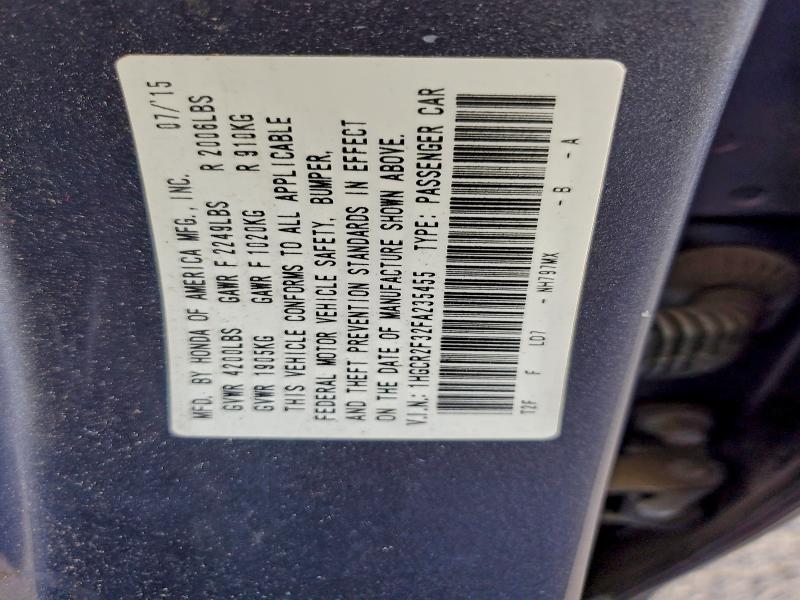 MFD. BY HONDA OF AMERICA MFG., INC. 07/'15
GVWR 4200LBS GAWR F 2249LBS R 2006LBS
GVWR 1905KG GAWR F 1020KG R 910KG
THIS VEHICLE CONFORMS TO ALL APPLICABLE
FEDERAL MOTOR VEHICLE SAFETY, BUMPER,
AND THEFT PREVENTION STANDARDS IN EFFECT
ON THE DATE OF MANUFACTURE SHOWN ABOVE.
V.I.N.: 1HGCR2F32FA235455 TYPE: PASSENGER CAR
T2F F LD7 -NH797MX -B -A